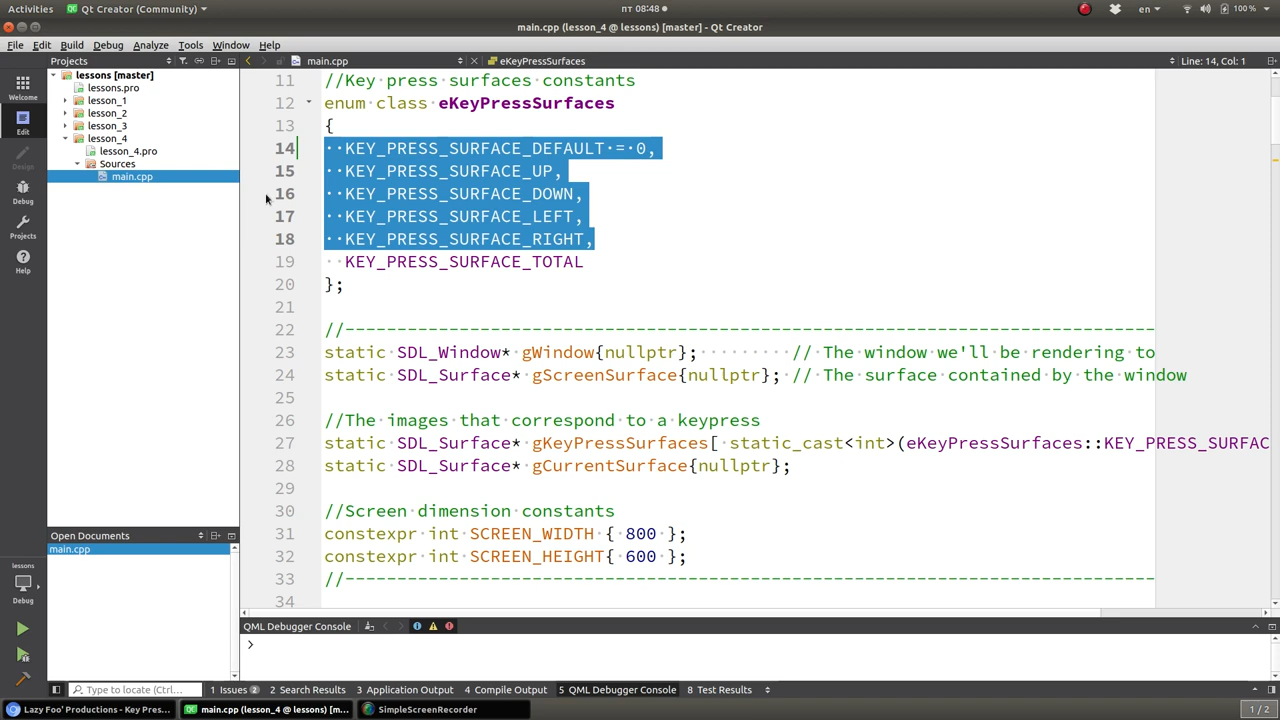 Activities Qt Creator (Community) пт 08:48 en 100 %
main.cpp (lesson_4 @ lessons) [master] - Qt Creator
File Edit Build Debug Analyze Tools Window Help
Projects main.cpp eKeyPressSurfaces Line: 14, Col: 1
lessons [master]
lessons.pro
lesson_1
lesson_2
lesson_3
lesson_4
lesson_4.pro
Sources
main.cpp
Welcome
Edit
Design
Debug
Projects
Help
11 //Key press surfaces constants
12 enum class eKeyPressSurfaces
13 {
14 KEY_PRESS_SURFACE_DEFAULT = 0,
15 KEY_PRESS_SURFACE_UP,
16 KEY_PRESS_SURFACE_DOWN,
17 KEY_PRESS_SURFACE_LEFT,
18 KEY_PRESS_SURFACE_RIGHT,
19 KEY_PRESS_SURFACE_TOTAL
20 };
21
22 //------------------------------------------------------------------------------
23 static SDL_Window* gWindow{nullptr}; // The window we'll be rendering to
24 static SDL_Surface* gScreenSurface{nullptr}; // The surface contained by the window
25
26 //The images that correspond to a keypress
27 static SDL_Surface* gKeyPressSurfaces[ static_cast<int>(eKeyPressSurfaces::KEY_PRESS_SURFAC
28 static SDL_Surface* gCurrentSurface{nullptr};
29
30 //Screen dimension constants
31 constexpr int SCREEN_WIDTH { 800 };
32 constexpr int SCREEN_HEIGHT{ 600 };
33 //------------------------------------------------------------------------------
34
Open Documents
main.cpp
lessons
Debug
QML Debugger Console
>
Type to locate (Ctrl... 1 Issues 2 2 Search Results 3 Application Output 4 Compile Output 5 QML Debugger Console 8 Test Results
Lazy Foo' Productions - Key Pres... main.cpp (lesson_4 @ lessons) [m... SimpleScreenRecorder 1 / 2